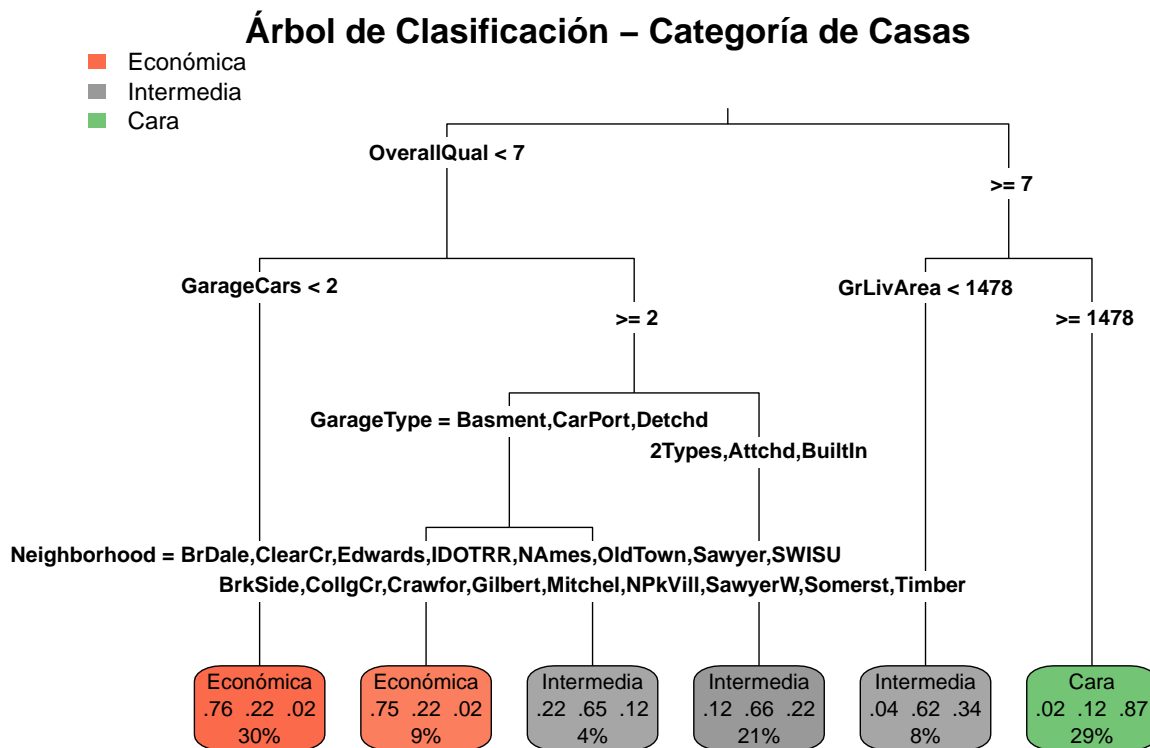 Árbol de Clasificación – Categoría de Casas
Económica
Intermedia
Cara
OverallQual < 7
>= 7
GarageCars < 2
GrLivArea < 1478
>= 2
>= 1478
GarageType = Basment,CarPort,Detchd
2Types,Attchd,BuiltIn
Neighborhood = BrDale,ClearCr,Edwards,IDOTRR,NAmes,OldTown,Sawyer,SWISU
BrkSide,CollgCr,Crawfor,Gilbert,Mitchel,NPkVill,SawyerW,Somerst,Timber
Económica
.76 .22 .02
30%
Económica
.75 .22 .02
9%
Intermedia
.22 .65 .12
4%
Intermedia
.12 .66 .22
21%
Intermedia
.04 .62 .34
8%
Cara
.02 .12 .87
29%